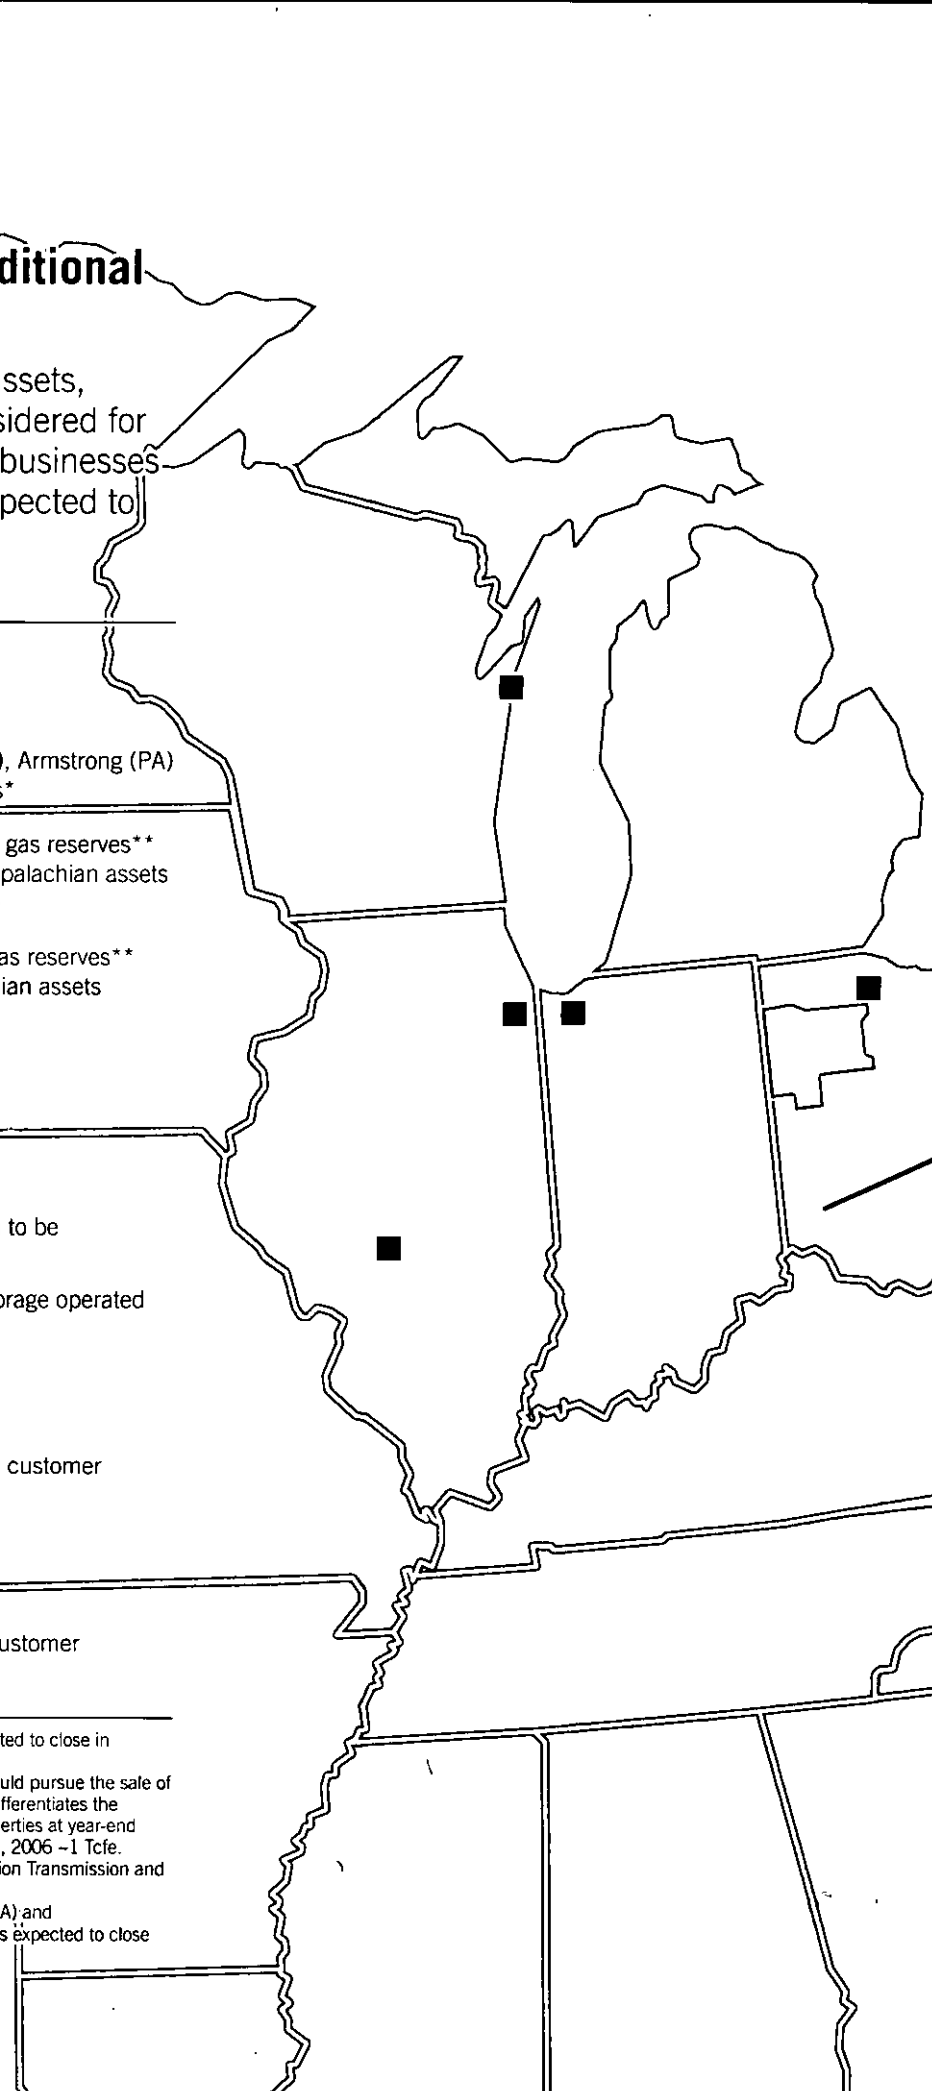 ditional
ssets,
sidered for
businesses
pected to
), Armstrong (PA)
s*
gas reserves**
palachian assets
as reserves**
ian assets
to be
orage operated
customer
ustomer
ted to close in
uld pursue the sale of
fferentiates the
erties at year-end
, 2006 ~1 Tcfe.
ion Transmission and
A) and
s expected to close